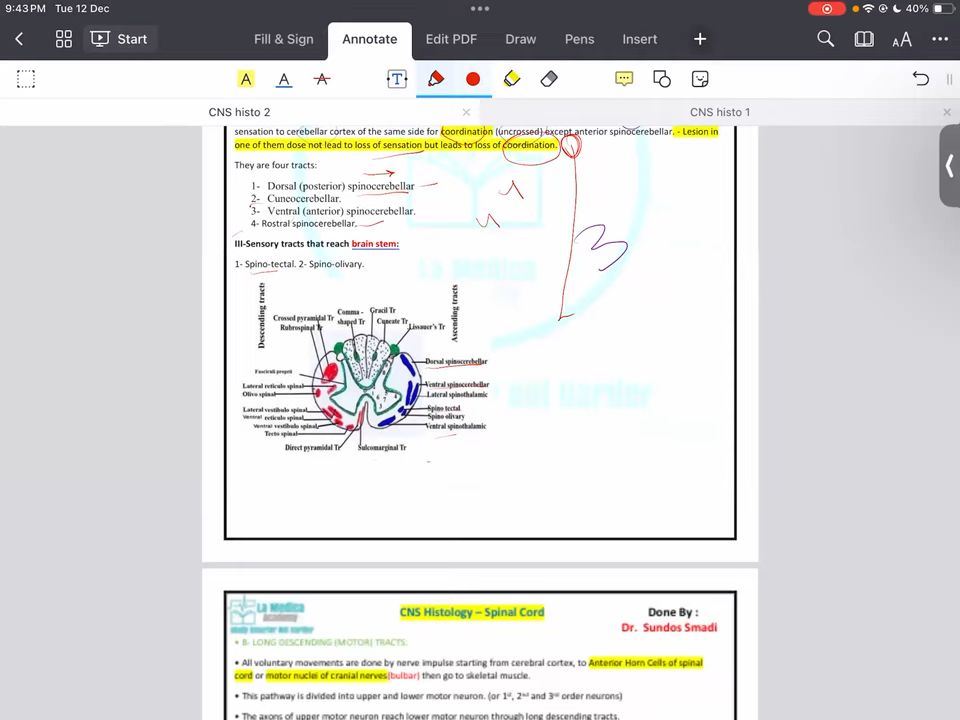 9:43PM Tue 12 Dec
40%
Start
Fill & Sign
Annotate
Edit PDF
Draw
Pens
Insert
CNS histo 2
CNS histo 1
sensation to cerebellar cortex of the same side for coordination (uncrossed) except anterior spinocerebellar. - Lesion in
one of them dose not lead to loss of sensation but leads to loss of coordination.
They are four tracts:
1- Dorsal (posterior) spinocerebellar
2- Cuneocerebellar.
3- Ventral (anterior) spinocerebellar.
4- Rostral spinocerebellar.
3
III-Sensory tracts that reach brain stem:
1- Spino-tectal. 2- Spino-olivary.
La Medica
Descending tracts
Ascending tracts
Comma -
shaped Tr
Gracil Tr
Cuneate Tr
Lissauer's Tr
Crossed pyramidal Tr
Rubrospinal Tr
Fasciculi proprii
Lateral reticulo spinal
Olivo spinal
Lateral vestibulo spinal
Ventral reticulo spinal
Ventral vestibulo spinal
Tecto spinal
Direct pyramidal Tr
Sulcomarginal Tr
Dorsal spinocerebellar
Ventral spinocerebellar
Lateral spinothalamic
Spino tectal
Spino olivary
Ventral spinothalamic
La Medica
Academy
Study Smarter not Harder
CNS Histology – Spinal Cord
Done By :
Dr. Sundos Smadi
• B- LONG DESCENDING (MOTOR) TRACTS:
• All voluntary movements are done by nerve impulse starting from cerebral cortex, to Anterior Horn Cells of spinal
cord or motor nuclei of cranial nerves(bulbar) then go to skeletal muscle.
• This pathway is divided into upper and lower motor neuron. (or 1st, 2nd and 3rd order neurons)
• The axons of upper motor neuron reach lower motor neuron through long descending tracts.